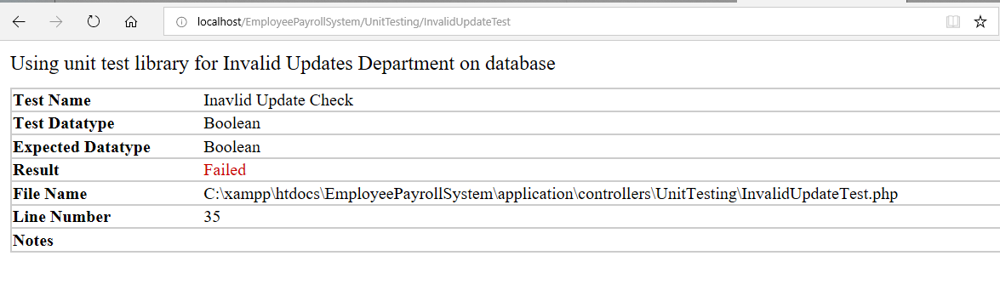 localhost/EmployeePayrollSystem/UnitTesting/InvalidUpdateTest
Using unit test library for Invalid Updates Department on database
Test Name Inavlid Update Check
Test Datatype Boolean
Expected Datatype Boolean
Result Failed
File Name C:\xampp\htdocs\EmployeePayrollSystem\application\controllers\UnitTesting\InvalidUpdateTest.php
Line Number 35
Notes